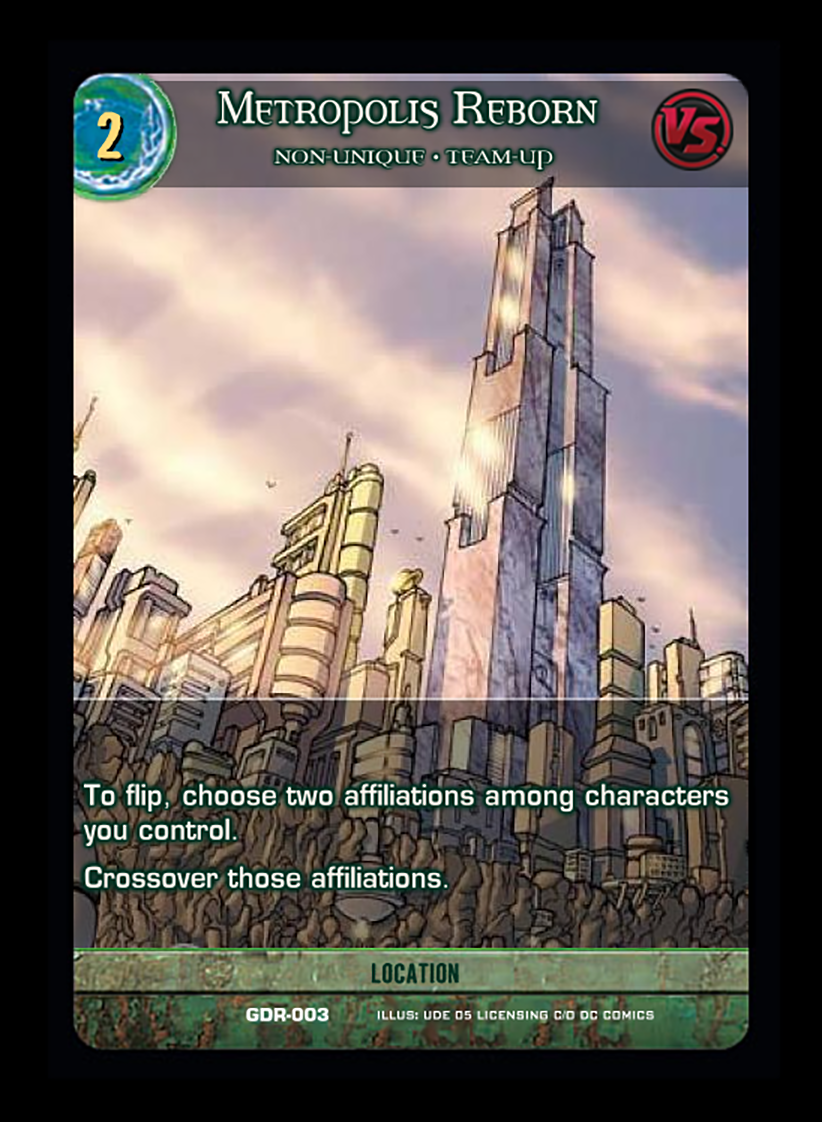 2
Metropolis Reborn
VS.
Non-Unique • Team-Up
To flip, choose two affiliations among characters
you control.
Crossover those affiliations.
LOCATION
GDR-003 ILLUS: UDE 05 LICENSING C/O DC COMICS